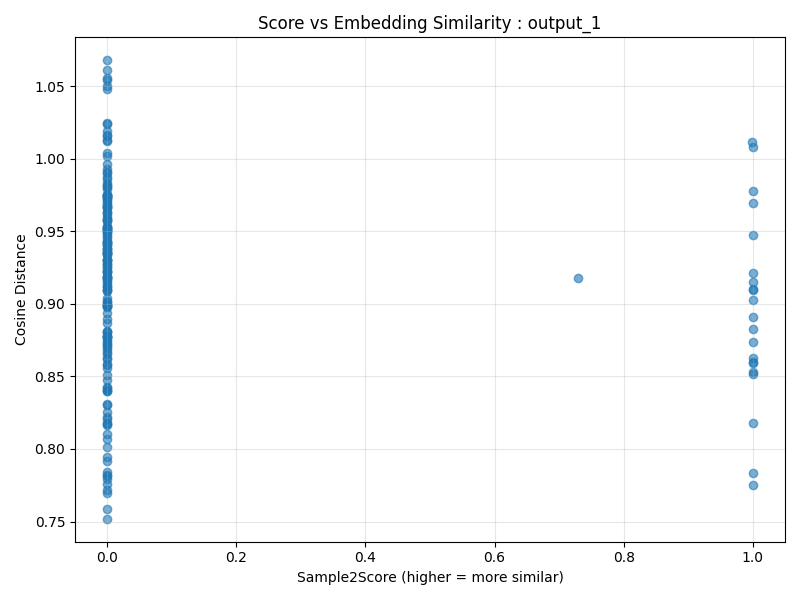 Score vs Embedding Similarity : output_1
Cosine Distance
1.05
1.00
0.95
0.90
0.85
0.80
0.75
0.0 0.2 0.4 0.6 0.8 1.0
Sample2Score (higher = more similar)